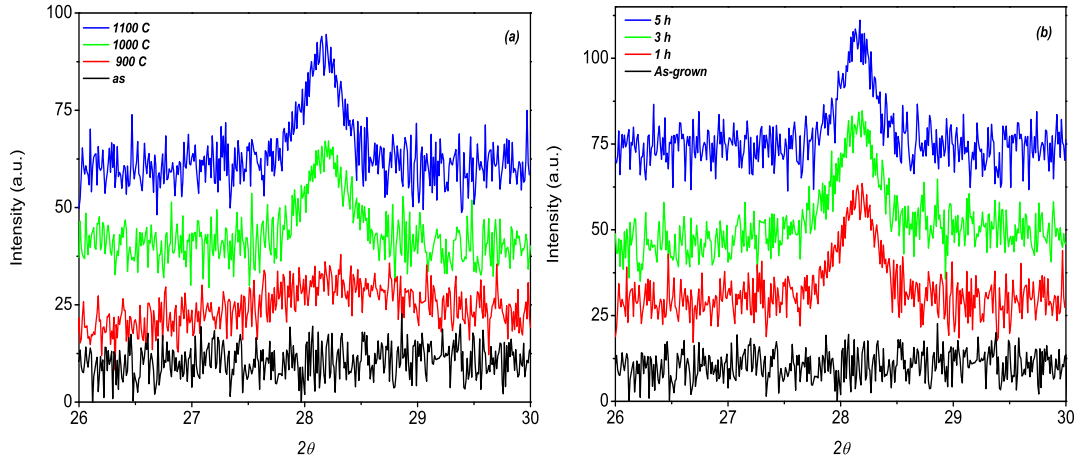 100
75
50
25
0
26 27 28 29 30
2θ
Intensity (a.u.)
1100 C
1000 C
900 C
as
(a)
100
75
50
25
0
26 27 28 29 30
2θ
Intensity (a.u.)
5 h
3 h
1 h
As-grown
(b)